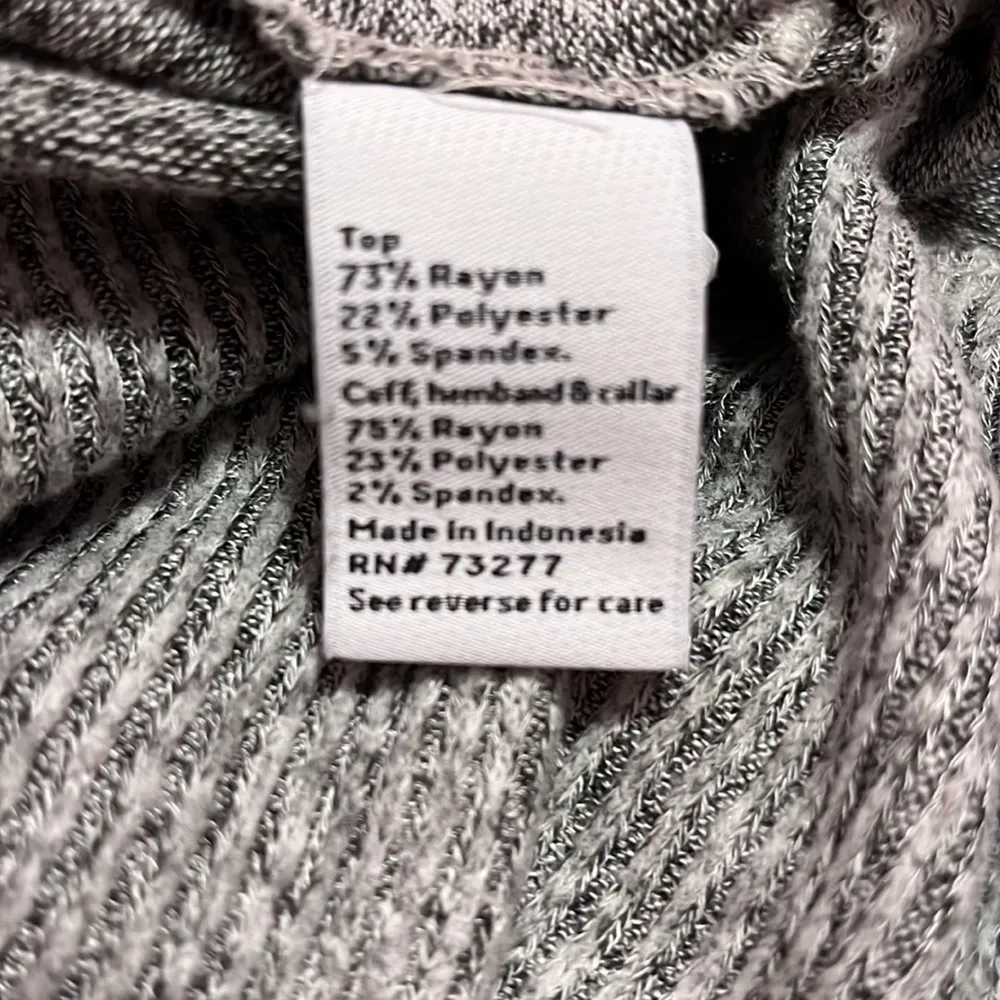 Top
73% Rayon
22% Polyester
5% Spandex.
Cuff, hemband & collar
75% Rayon
23% Polyester
2% Spandex.
Made In Indonesia
RN# 73277
See reverse for care